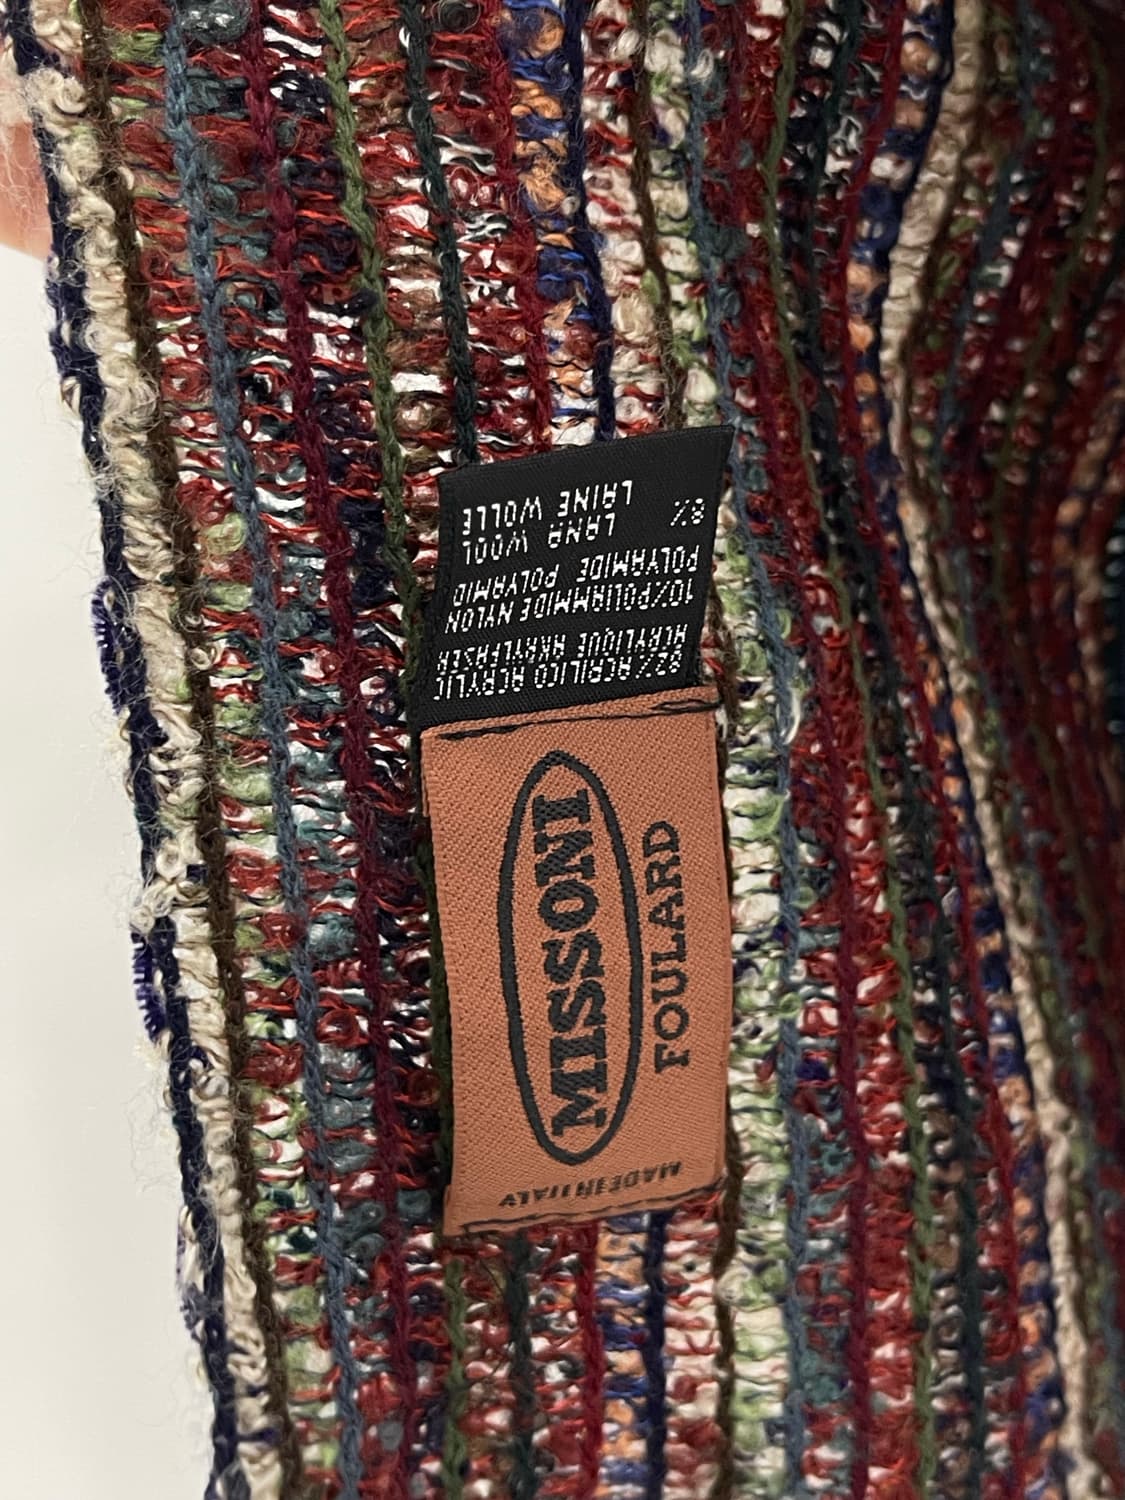 82% ACRILICO ACRYLIC
ACRYLIQUE AKRYLFASER
10% POLIAMMIDE NYLON
POLYAMIDE POLYAMID
8% LANA WOOL
LAINE WOLLE
MISSONI
FOULARD
MADE IN ITALY